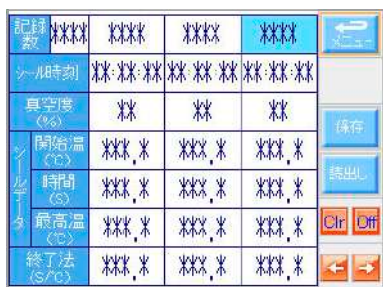 記録数 ****  ****  ****  ****
メニュー
シール時刻 **:**:** **:**:** **:**:**
真空度(%) ** ** **
保存
シールデータ
開始温(℃) ***.* ***.* ***.*
時間(S) ***.* ***.* ***.*
読出し
最高温(℃) ***.* ***.* ***.*
Clr Off
終了法(S/℃) ***.* ***.* ***.*